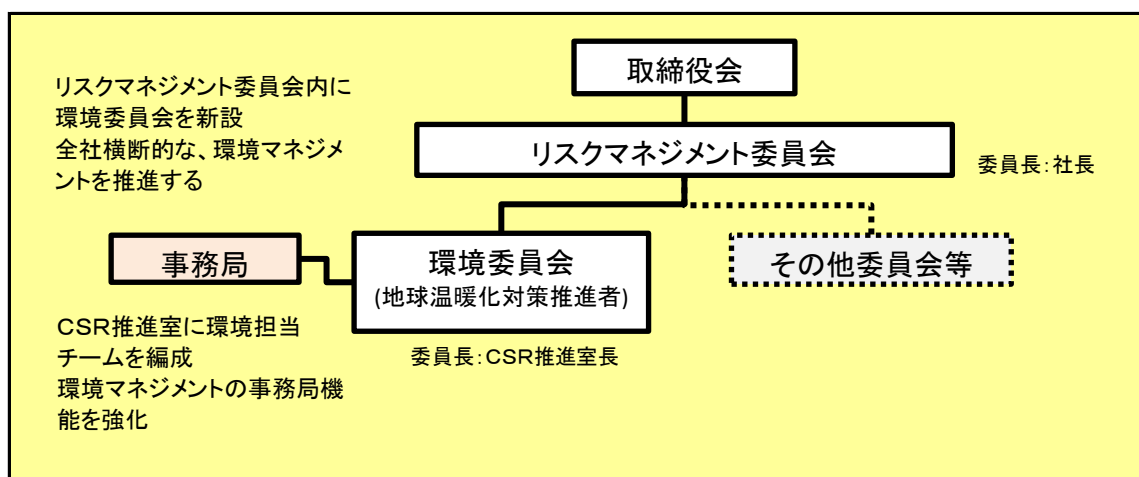 取締役会
リスクマネジメント委員会内に
環境委員会を新設
全社横断的な、環境マネジメ
ントを推進する
リスクマネジメント委員会
委員長:社長
事務局
環境委員会
(地球温暖化対策推進者)
その他委員会等
CSR推進室に環境担当
チームを編成
環境マネジメントの事務局機
能を強化
委員長:CSR推進室長